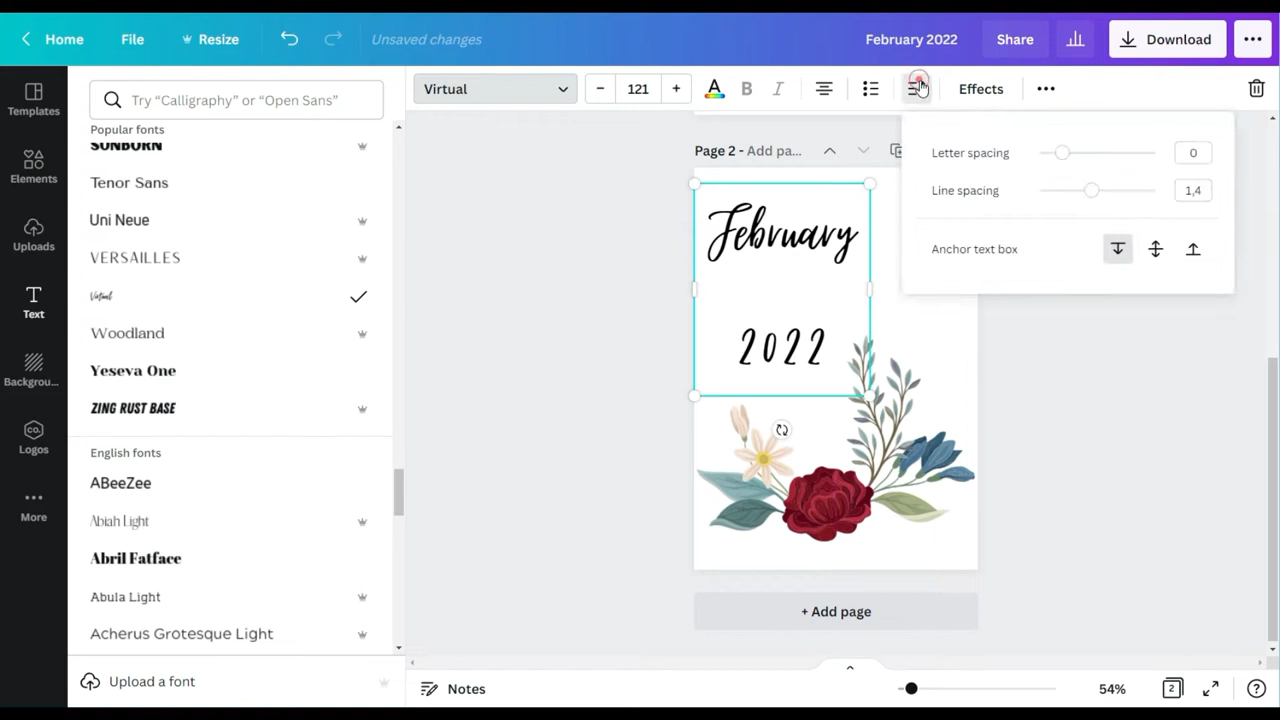 Home
File
Resize
Unsaved changes
February 2022
Share
Download
Templates
Elements
Uploads
Text
Backgrou...
Logos
More
Try “Calligraphy” or “Open Sans”
Popular fonts
SUNBORN
Tenor Sans
Uni Neue
VERSAILLES
Virtual
Woodland
Yeseva One
ZING RUST BASE
English fonts
ABeeZee
Abiah Light
Abril Fatface
Abula Light
Acherus Grotesque Light
Upload a font
Virtual
121
A
B
I
Effects
Letter spacing 0
Line spacing 1,4
Anchor text box
Page 2 - Add pa...
February
2022
+ Add page
Notes
54%
2